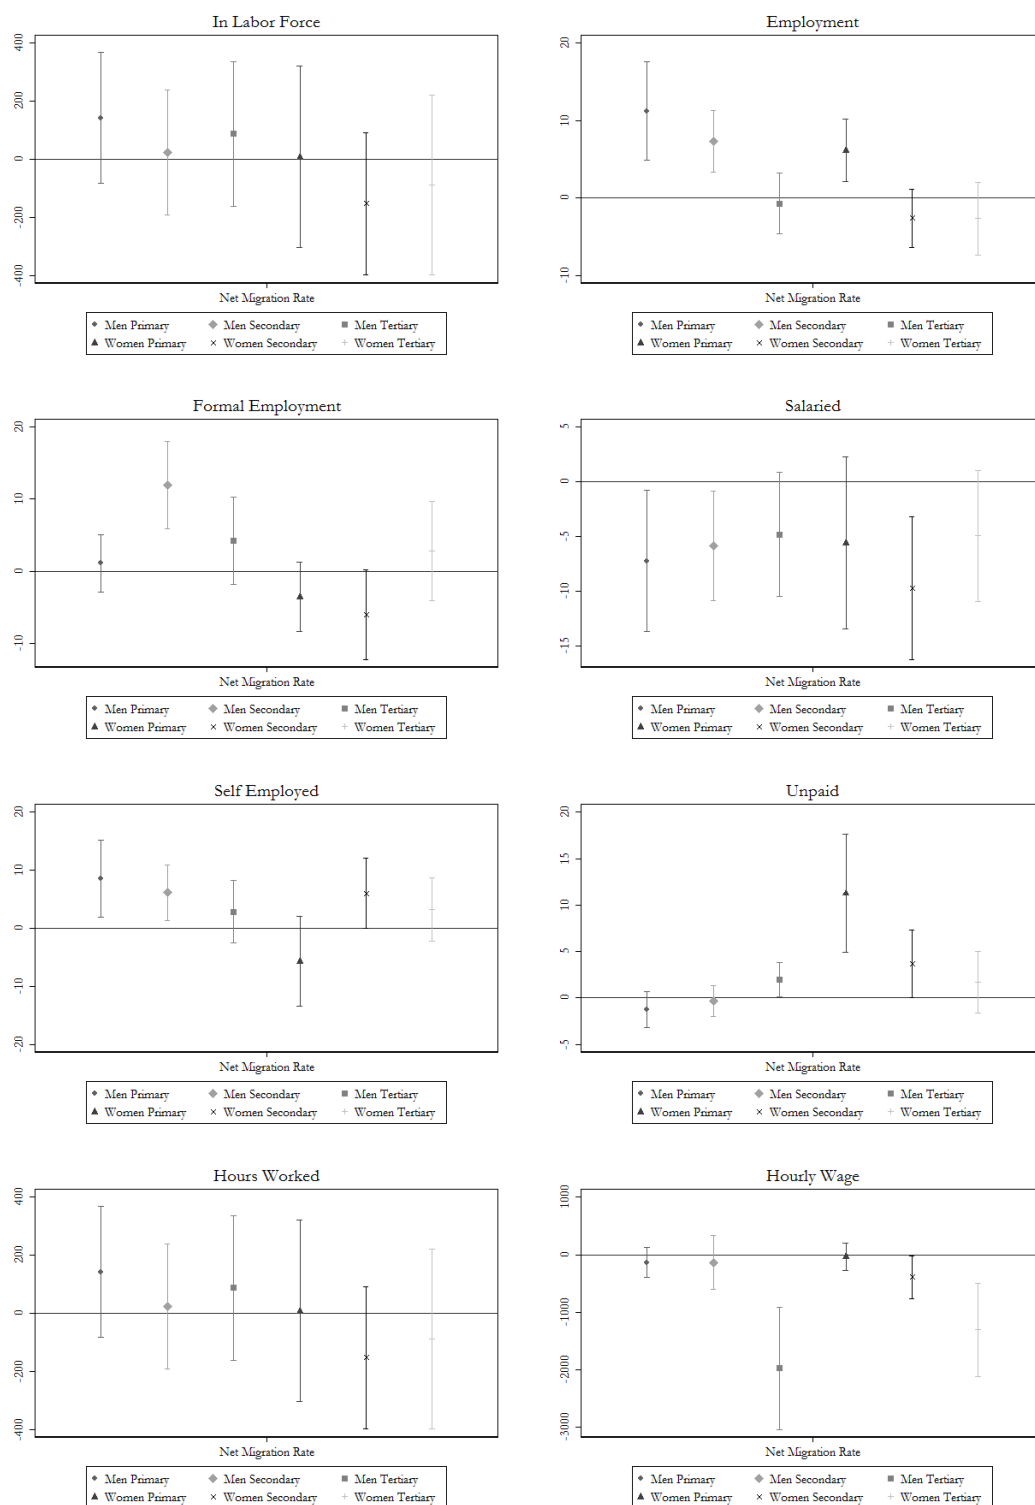 In Labor Force
400
200
0
-200
-400
Net Migration Rate
Men Primary Men Secondary Men Tertiary
Women Primary Women Secondary Women Tertiary
Employment
20
10
0
-10
Net Migration Rate
Men Primary Men Secondary Men Tertiary
Women Primary Women Secondary Women Tertiary
Formal Employment
20
10
0
-10
Net Migration Rate
Men Primary Men Secondary Men Tertiary
Women Primary Women Secondary Women Tertiary
Salaried
5
0
-5
-10
-15
Net Migration Rate
Men Primary Men Secondary Men Tertiary
Women Primary Women Secondary Women Tertiary
Self Employed
20
10
0
-10
-20
Net Migration Rate
Men Primary Men Secondary Men Tertiary
Women Primary Women Secondary Women Tertiary
Unpaid
20
15
10
5
0
-5
Net Migration Rate
Men Primary Men Secondary Men Tertiary
Women Primary Women Secondary Women Tertiary
Hours Worked
400
200
0
-200
-400
Net Migration Rate
Men Primary Men Secondary Men Tertiary
Women Primary Women Secondary Women Tertiary
Hourly Wage
1000
0
-1000
-2000
-3000
Net Migration Rate
Men Primary Men Secondary Men Tertiary
Women Primary Women Secondary Women Tertiary